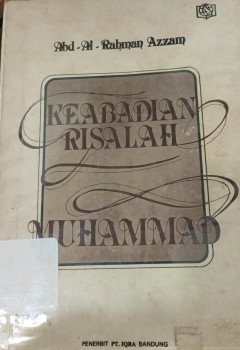 Abd-Al-Rahman Azzam
KEABADIAN
RISALAH
MUHAMMAD
PENERBIT PT. IQRA BANDUNG